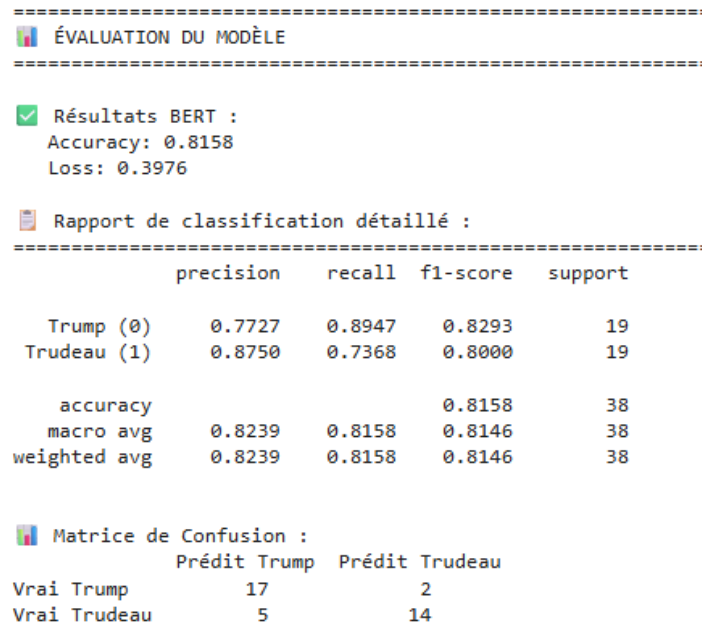 ============================================================
📊 ÉVALUATION DU MODÈLE
============================================================
✅ Résultats BERT :
Accuracy: 0.8158
Loss: 0.3976
📋 Rapport de classification détaillé :
============================================================
precision recall f1-score support
Trump (0) 0.7727 0.8947 0.8293 19
Trudeau (1) 0.8750 0.7368 0.8000 19
accuracy 0.8158 38
macro avg 0.8239 0.8158 0.8146 38
weighted avg 0.8239 0.8158 0.8146 38
📊 Matrice de Confusion :
Prédit Trump Prédit Trudeau
Vrai Trump 17 2
Vrai Trudeau 5 14